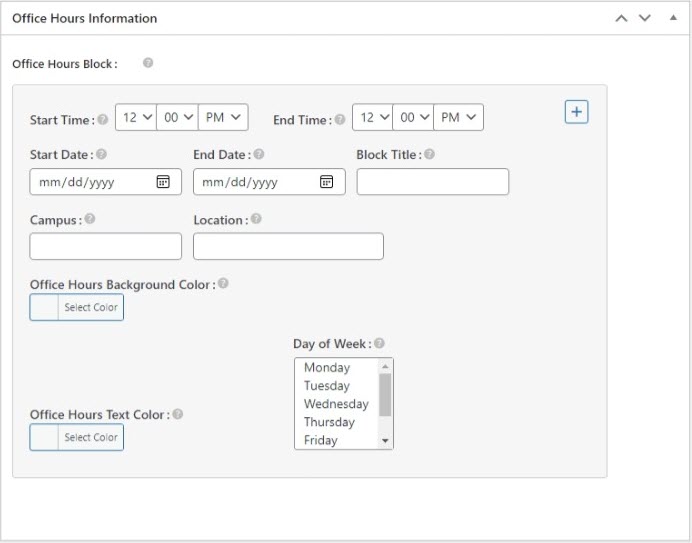 Office Hours Information
Office Hours Block :
Start Time : 12 00 PM End Time : 12 00 PM
Start Date : End Date : Block Title :
mm/dd/yyyy mm/dd/yyyy
Campus : Location :
Office Hours Background Color :
Select Color
Day of Week :
Monday
Tuesday
Wednesday
Thursday
Friday
Office Hours Text Color :
Select Color